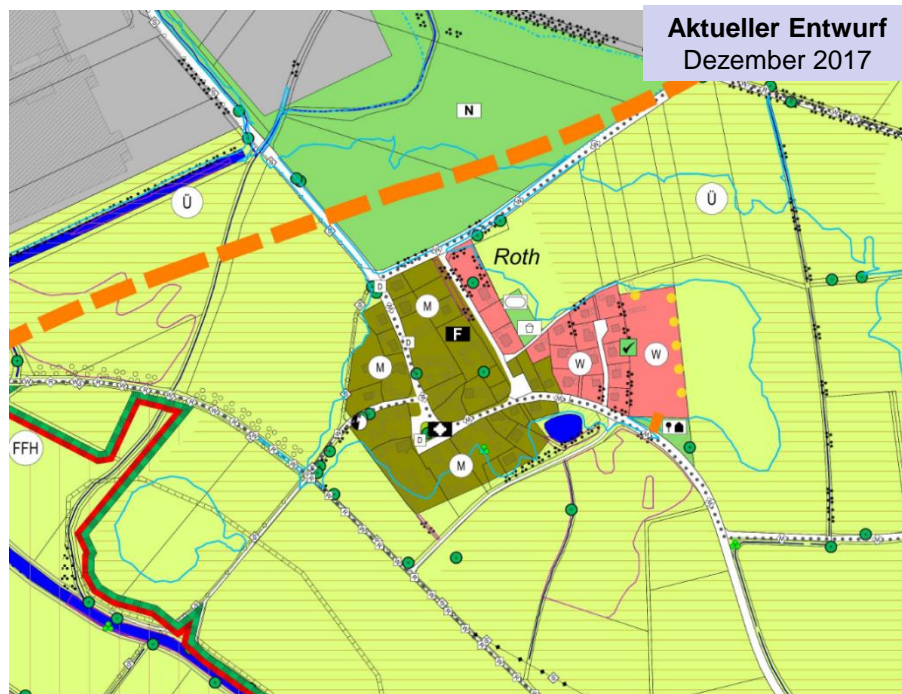 Aktueller Entwurf
Dezember 2017
N
Ü
Ü
Roth
D
M
F
M
D
W
W
D
M
FFH